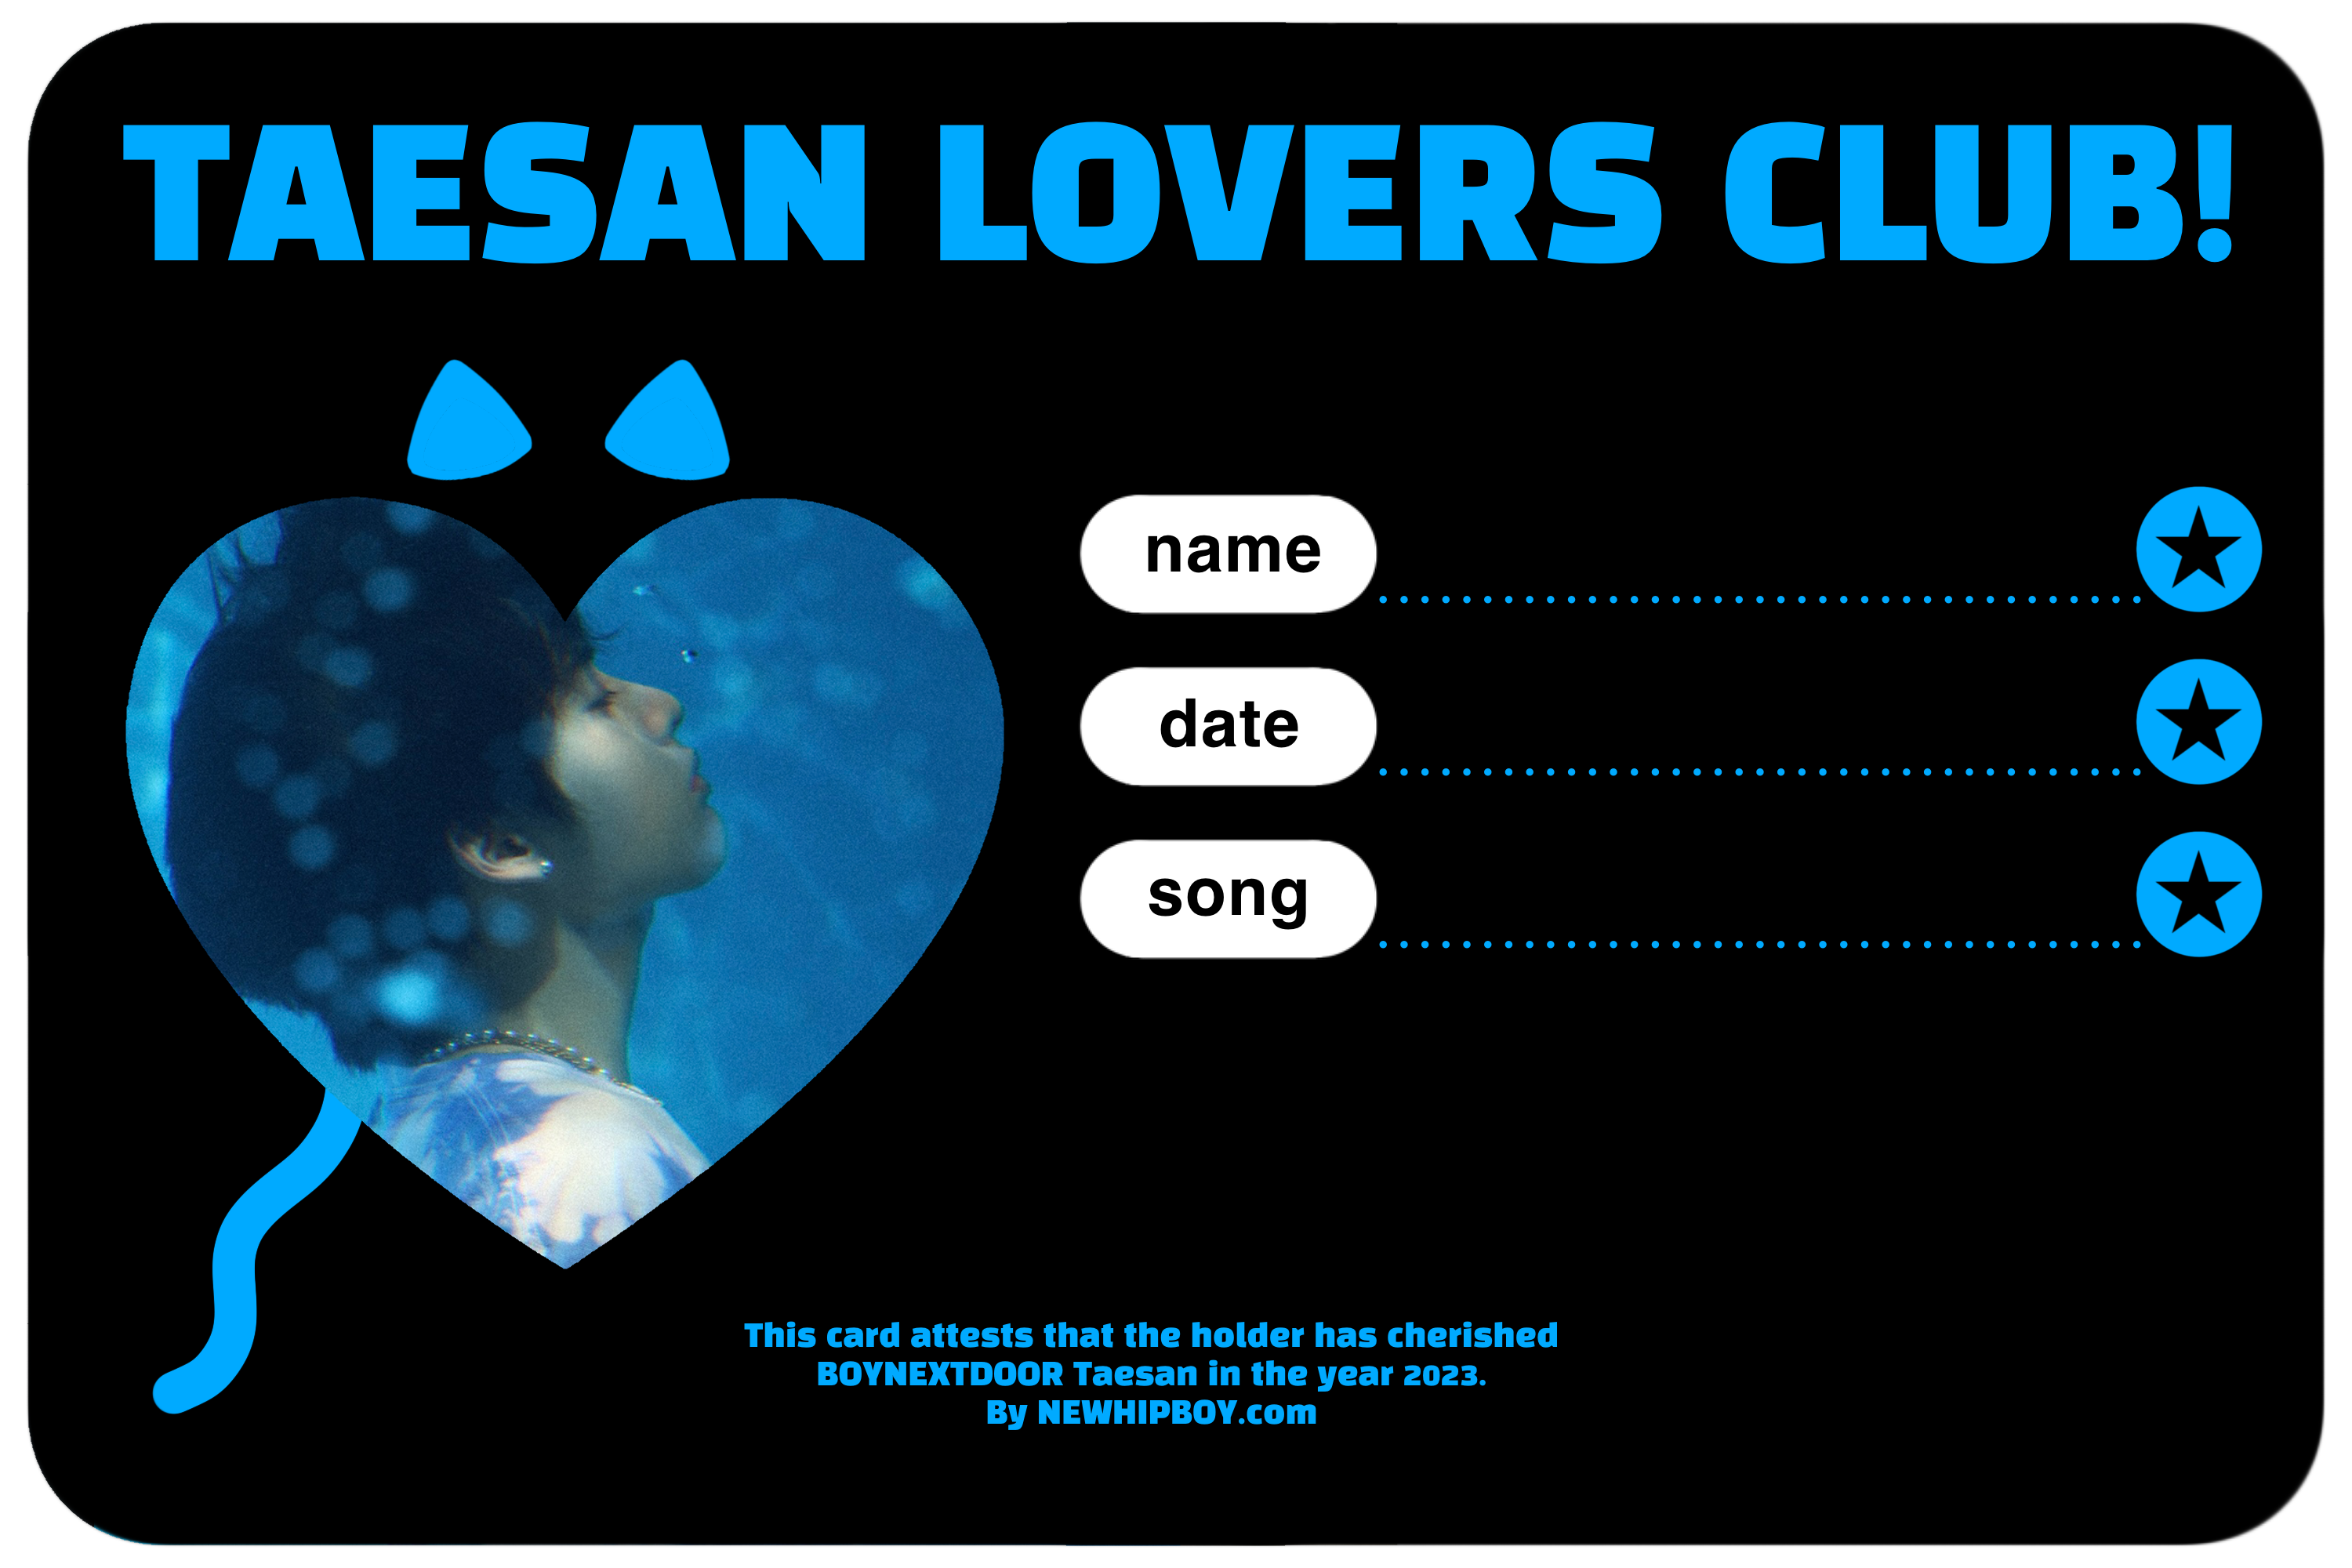 TAESAN LOVERS CLUB!
name
date
song
This card attests that the holder has cherished
BOYNEXTDOOR Taesan in the year 2023.
By NEWHIPBOY.com